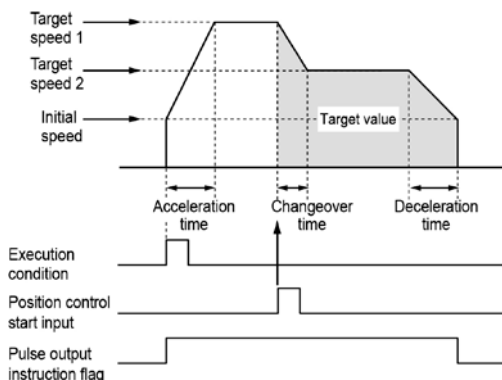 Target
speed 1
Target
speed 2
Initial
speed
Target value
Acceleration
time
Changeover
time
Deceleration
time
Execution
condition
Position control
start input
Pulse output
instruction flag